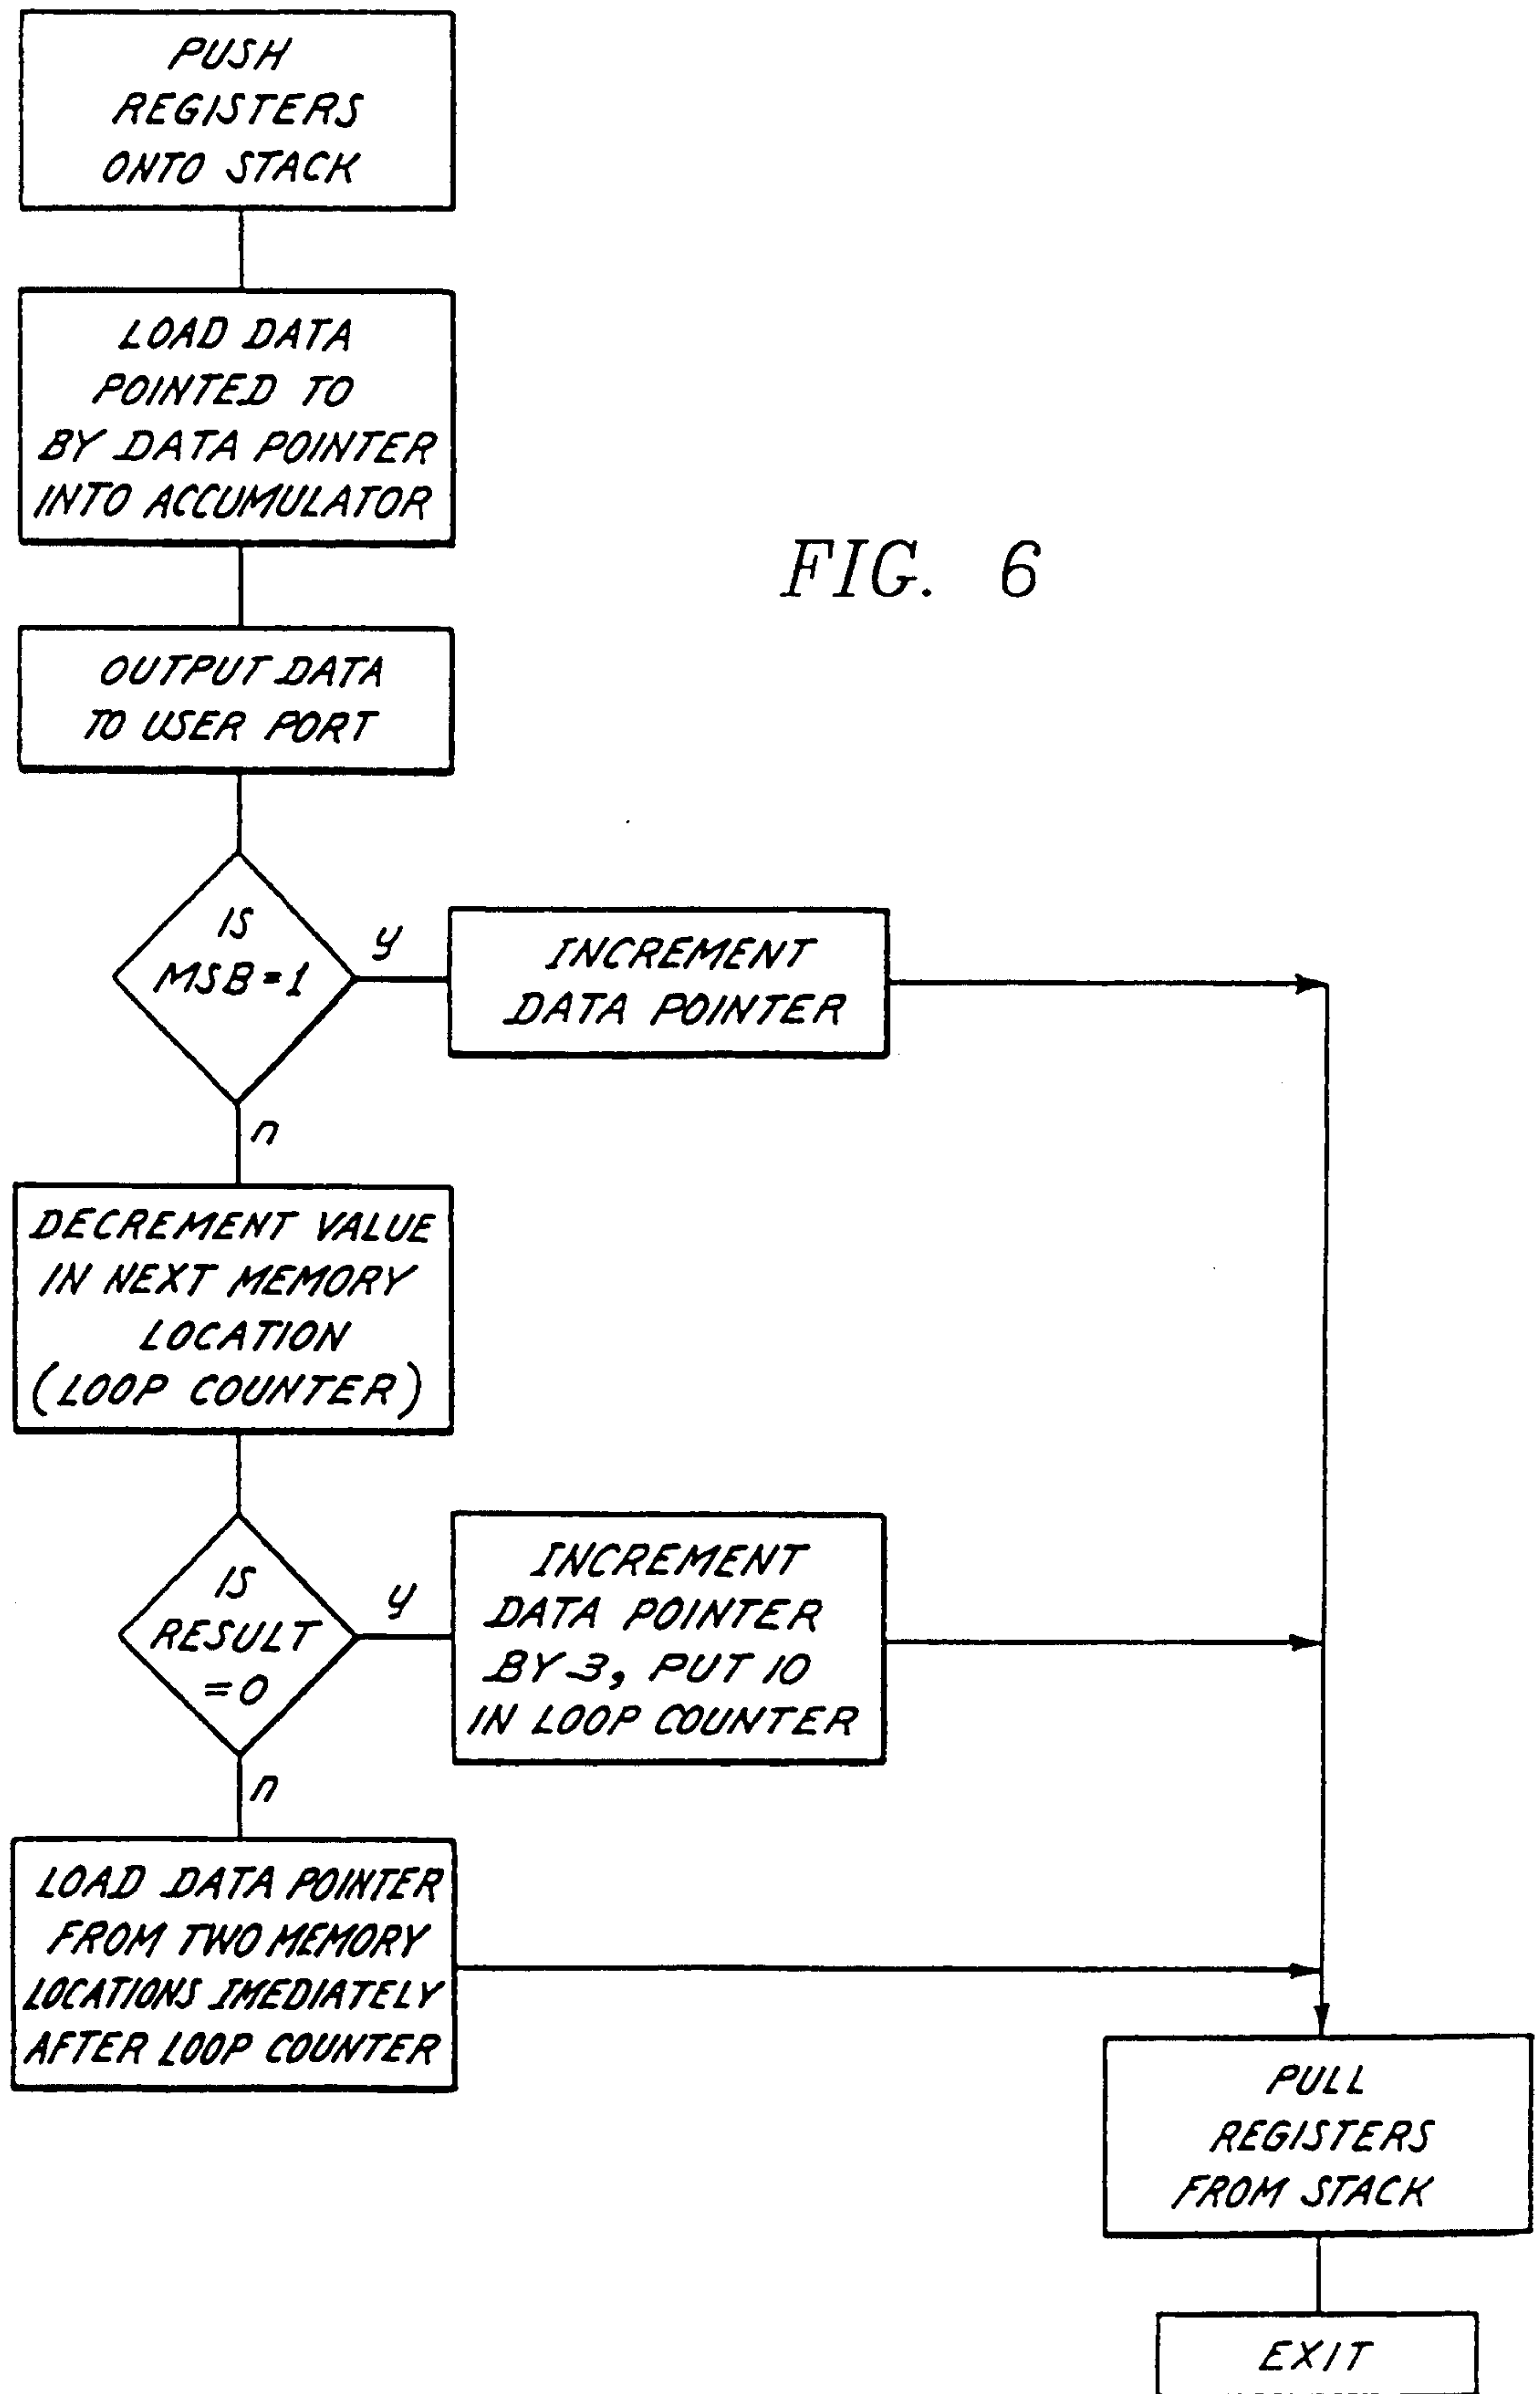 PUSH
REGISTERS
ONTO STACK
LOAD DATA
POINTED TO
BY DATA POINTER
INTO ACCUMULATOR
FIG. 6
OUTPUT DATA
TO USER PORT
IS
MSB=1
y
INCREMENT
DATA POINTER
n
DECREMENT VALUE
IN NEXT MEMORY
LOCATION
(LOOP COUNTER)
IS
RESULT
=0
y
INCREMENT
DATA POINTER
BY 3, PUT 10
IN LOOP COUNTER
n
LOAD DATA POINTER
FROM TWO MEMORY
LOCATIONS IMEDIATELY
AFTER LOOP COUNTER
PULL
REGISTERS
FROM STACK
EXIT